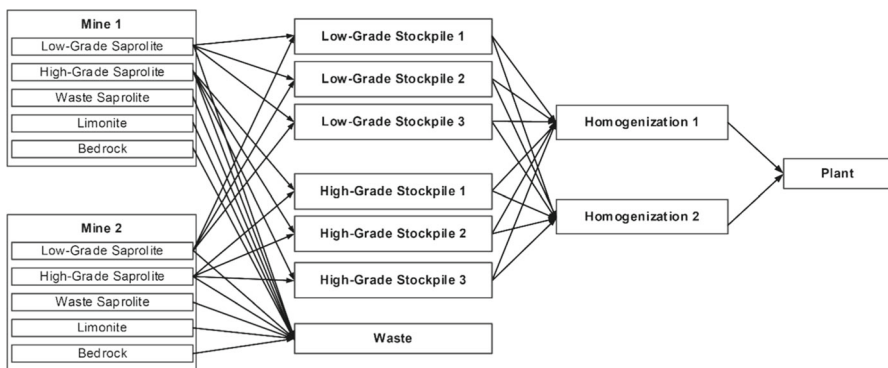 Mine 1
Low-Grade Saprolite
High-Grade Saprolite
Waste Saprolite
Limonite
Bedrock
Mine 2
Low-Grade Saprolite
High-Grade Saprolite
Waste Saprolite
Limonite
Bedrock
Low-Grade Stockpile 1
Low-Grade Stockpile 2
Low-Grade Stockpile 3
High-Grade Stockpile 1
High-Grade Stockpile 2
High-Grade Stockpile 3
Waste
Homogenization 1
Homogenization 2
Plant